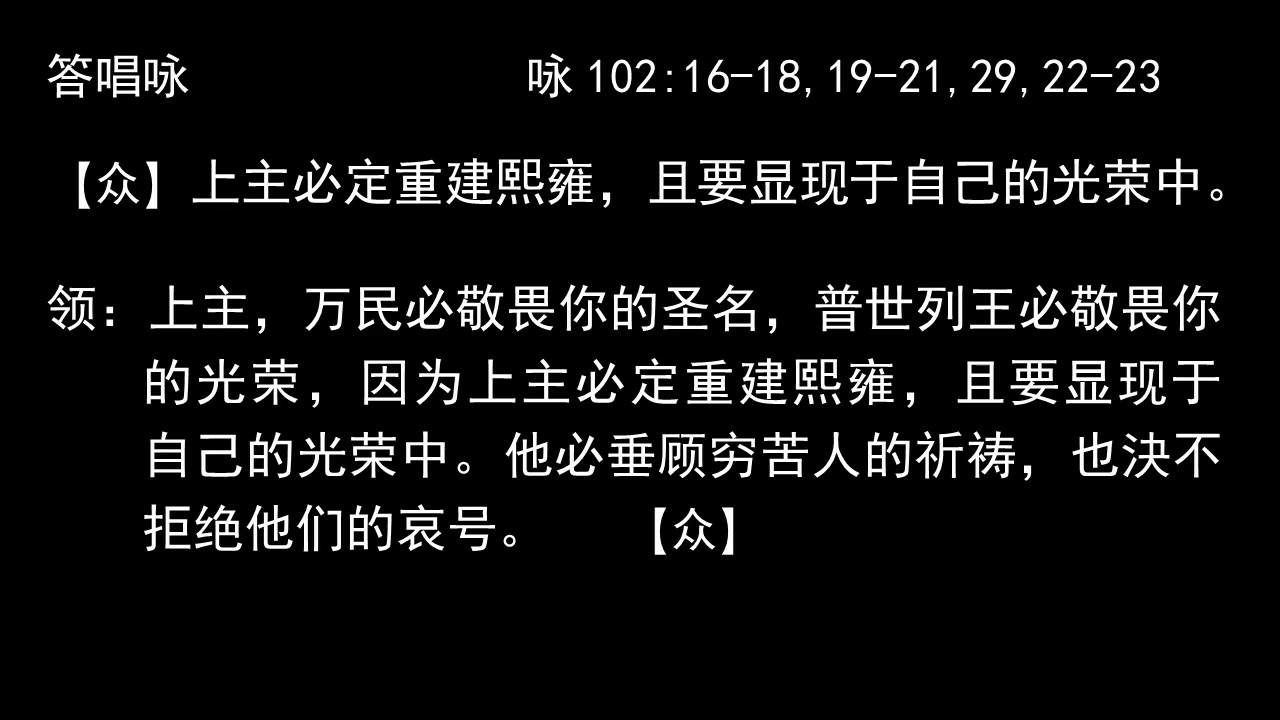 答唱咏 咏 102:16-18,19-21,29,22-23
【众】上主必定重建熙雍，且要显现于自己的光荣中。
领：上主，万民必敬畏你的圣名，普世列王必敬畏你
的光荣，因为上主必定重建熙雍，且要显现于
自己的光荣中。他必垂顾穷苦人的祈祷，也決不
拒绝他们的哀号。 【众】